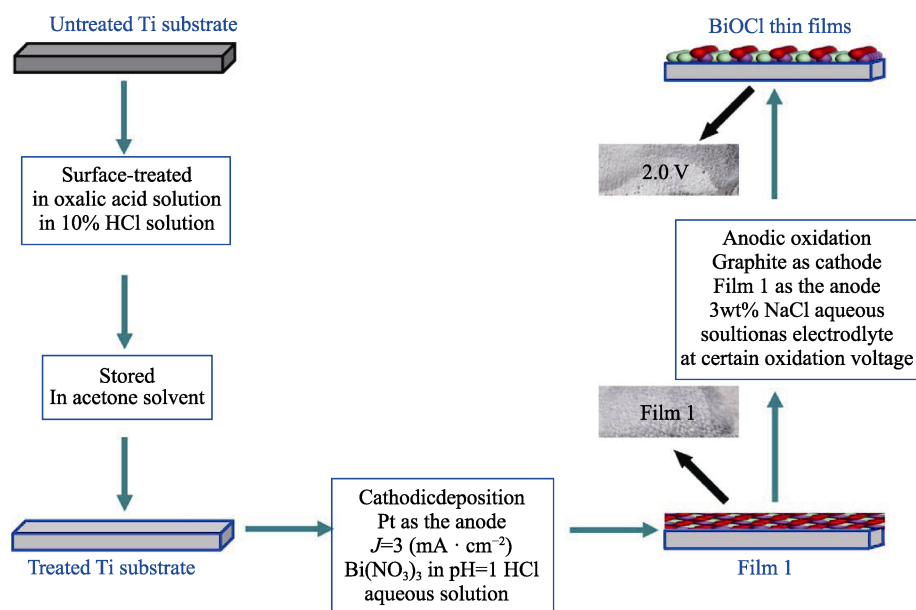 Untreated Ti substrate
Surface-treated
in oxalic acid solution
in 10% HCl solution
Stored
In acetone solvent
Treated Ti substrate
Cathodicdeposition
Pt as the anode
J=3 (mA · cm⁻²)
Bi(NO₃)₃ in pH=1 HCl
aqueous solution
Film 1
Film 1
Anodic oxidation
Graphite as cathode
Film 1 as the anode
3wt% NaCl aqueous
soultionas electrodlyte
at certain oxidation voltage
2.0 V
BiOCl thin films